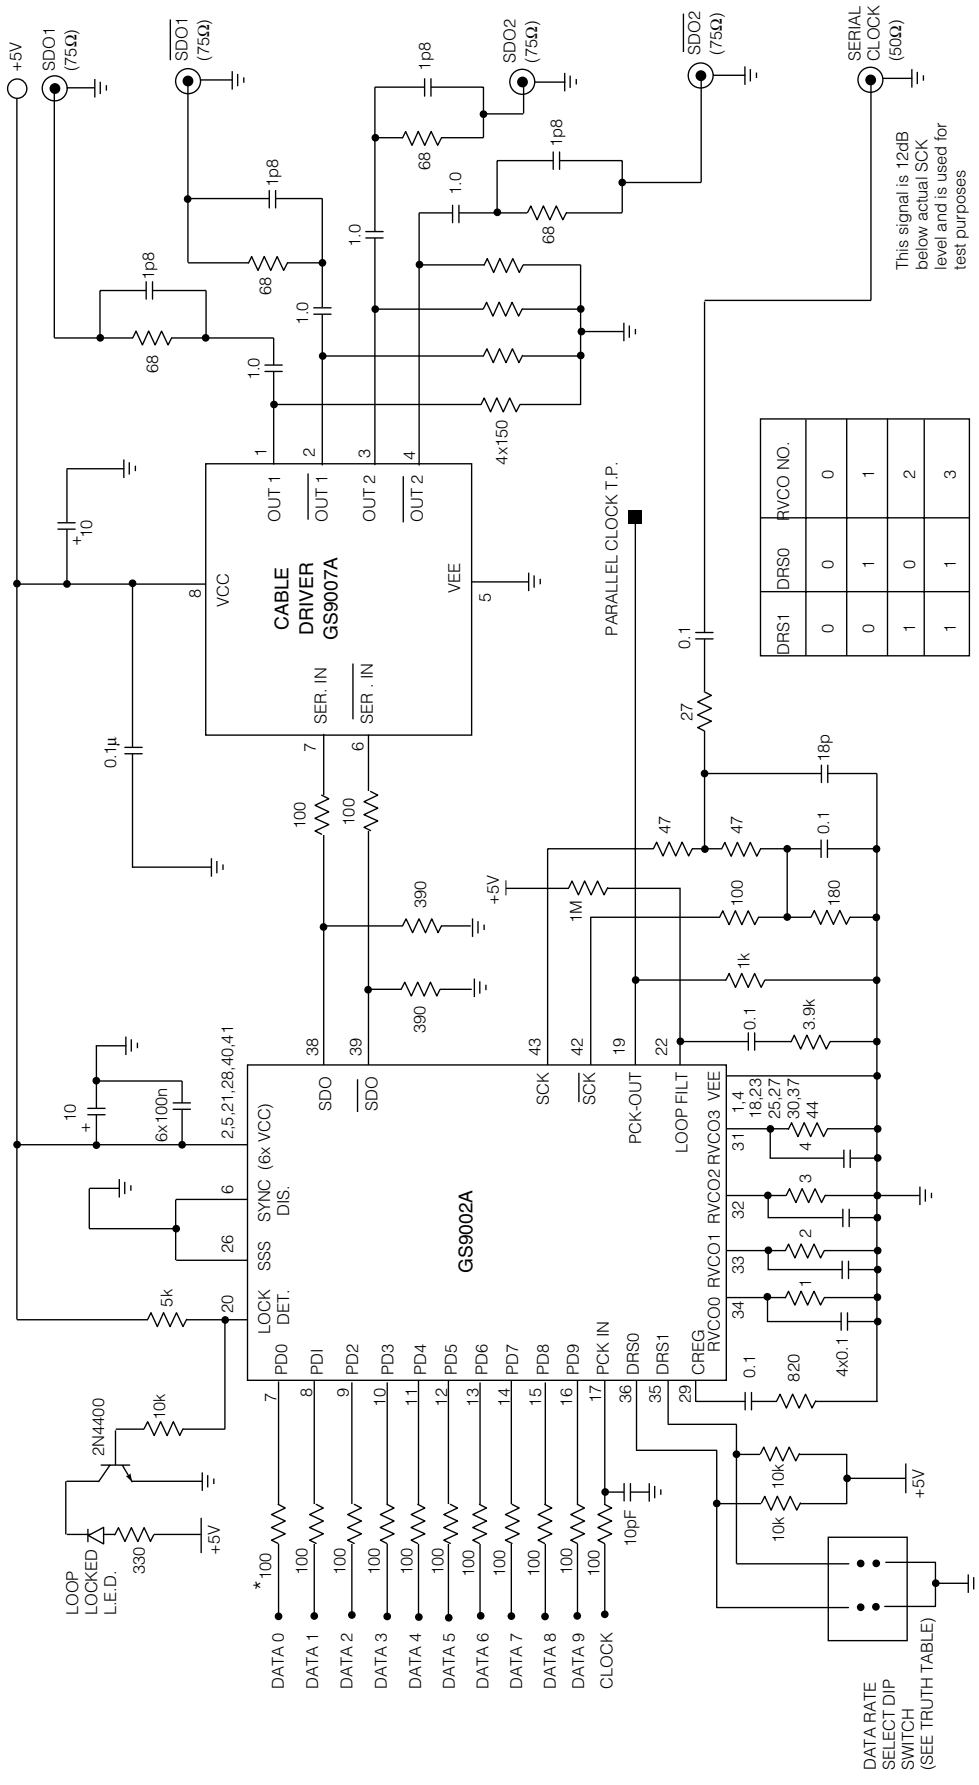 +5V
SDO1
(75Ω)
SDO1
(75Ω)
SDO2
(75Ω)
SDO2
(75Ω)
SERIAL
CLOCK
(50Ω)
This signal is 12dB
below actual SCK
level and is used for
test purposes
1p8
68
1.0
1p8
68
1.0
1p8
68
1.0
1p8
68
1.0
4x150
+
10
0.1µ
8
VCC
CABLE
DRIVER
GS9007A
OUT 1
1
OUT 1
2
OUT 2
3
OUT 2
4
VEE
5
SER. IN
7
SER . IN
6
100
100
390
390
PARALLEL CLOCK T.P.
DRS1 DRS0 RVCO NO.
0 0 0
0 1 1
1 0 2
1 1 3
0.1
27
18p
47
47
0.1
100
180
+5V
1M
1k
0.1
3.9k
10
+
6x100n
2,5,21,28,40,41
(6x VCC)
6
SYNC
DIS.
26
SSS
20
LOCK
DET.
5k
10k
2N4400
LOOP
LOCKED
L.E.D.
330
+5V
GS9002A
38
SDO
39
SDO
43
SCK
42
SCK
19
PCK-OUT
22
LOOP FILT
VEE
1,4
18,23
25,27
30,37
44
RVCO3
31
4
RVCO2
32
3
RVCO1
33
2
RVCO0
34
1
4x0.1
CREG
29
0.1
820
DATA 0
*
100
7
PD0
DATA 1
100
8
PDI
DATA 2
100
9
PD2
DATA 3
100
10
PD3
DATA 4
100
11
PD4
DATA 5
100
12
PD5
DATA 6
100
13
PD6
DATA 7
100
14
PD7
DATA 8
100
15
PD8
DATA 9
100
16
PD9
CLOCK
100
17
PCK IN
10pF
36
DRS0
35
DRS1
10k
10k
+5V
DATA RATE
SELECT DIP
SWITCH
(SEE TRUTH TABLE)